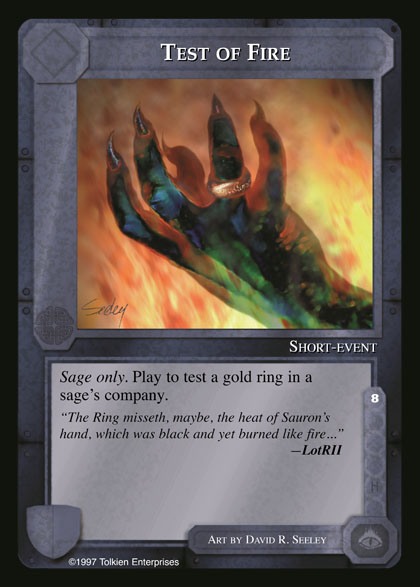 TEST OF FIRE
Seeley
SHORT-EVENT
Sage only. Play to test a gold ring in a
sage's company.
8
"The Ring misseth, maybe, the heat of Sauron's
hand, which was black and yet burned like fire..."
–LotRII
H
ART BY DAVID R. SEELEY
©1997 Tolkien Enterprises